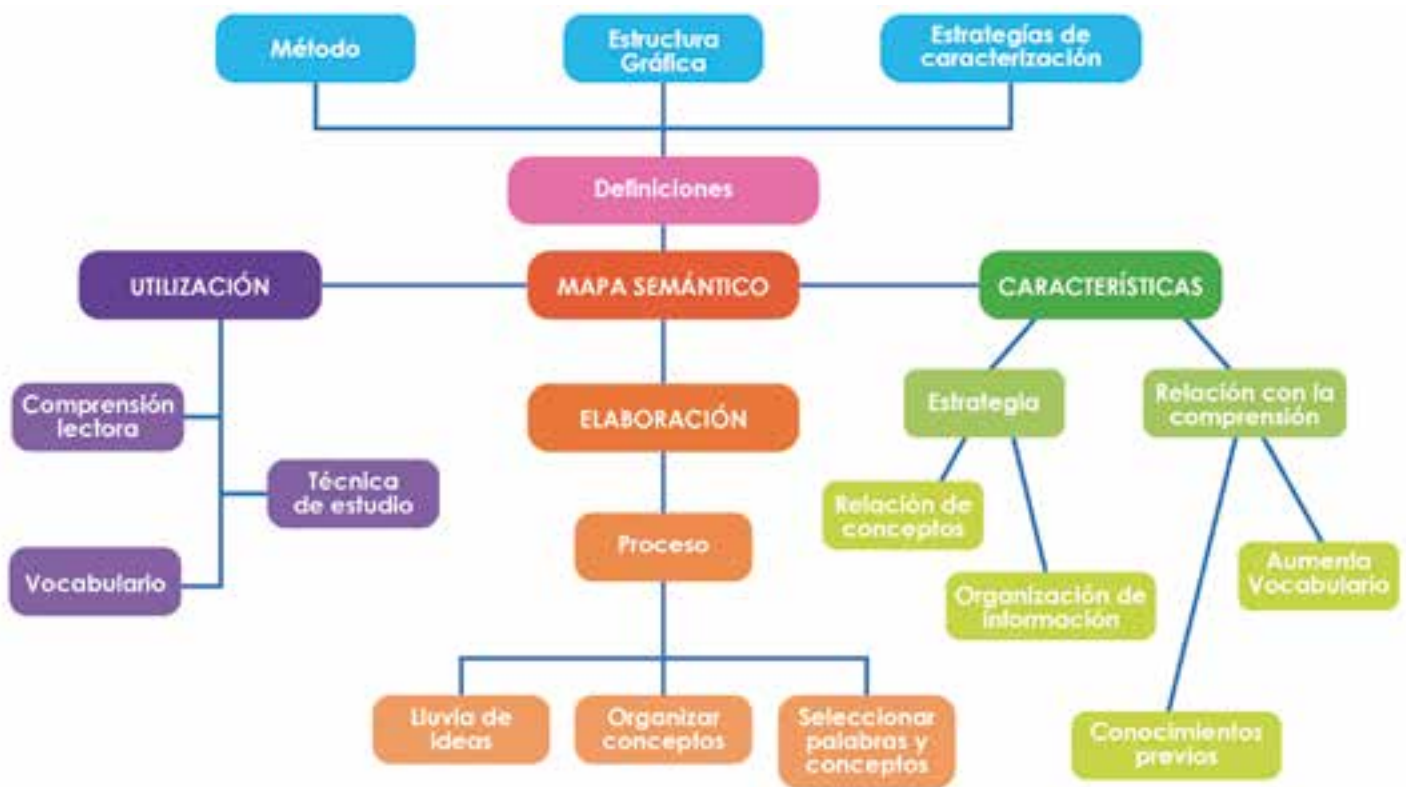 Método
Estructura
Gráfica
Estrategías de
caracterización
Definiciones
UTILIZACIÓN
MAPA SEMÁNTICO
CARACTERÍSTICAS
Comprensión
lectora
Técnica
de estudio
Vocabulario
ELABORACIÓN
Proceso
Lluvia de
ideas
Organizar
conceptos
Seleccionar
palabras y
conceptos
Estrategia
Relación con la
comprensión
Relación de
conceptos
Organización de
información
Aumenta
Vocabulario
Conocimientos
previos